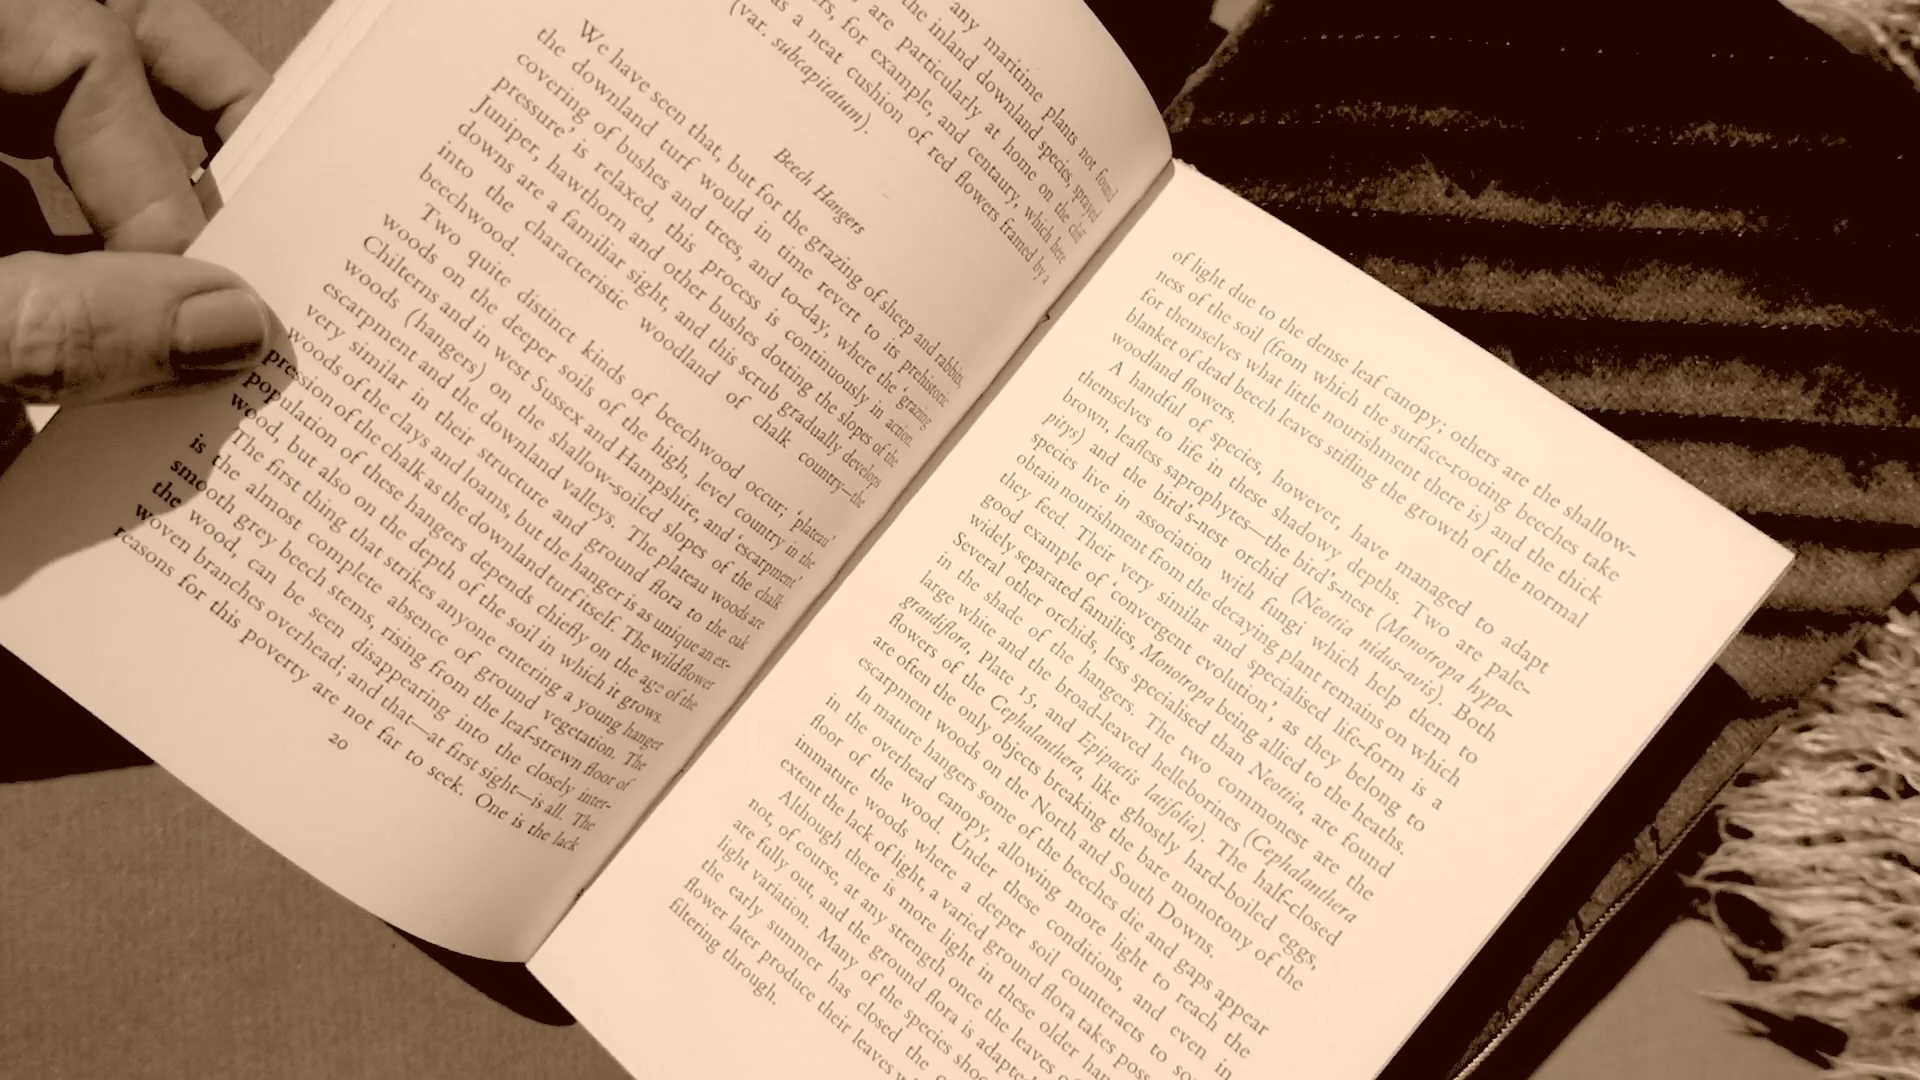 any maritime plants not found
the inland downland species, sprayed
are particularly at home on the cliff
for example, and centaury, which here
as a neat cushion of red flowers framed by a
(var. subcapitatum).
Beech Hangers
We have seen that, but for the grazing of sheep and rabbits,
the downland turf would in time revert to its prehistoric
covering of bushes and trees, and to-day, where the 'grazing
pressure' is relaxed, this process is continuously in action.
Juniper, hawthorn and other bushes dotting the slopes of the
downs are a familiar sight, and this scrub gradually develops
into the characteristic woodland of chalk country—the
beechwood.
Two quite distinct kinds of beechwood occur; 'plateau'
woods on the deeper soils of the high, level country in the
Chilterns and in west Sussex and Hampshire, and 'escarpment'
woods (hangers) on the shallow-soiled slopes of the chalk
escarpment and the downland valleys. The plateau woods are
very similar in their structure and ground flora to the oak
woods of the clays and loams, but the hanger is as unique an ex-
pression of the chalk as the downland turf itself. The wild flower
population of these hangers depends chiefly on the age of the
wood, but also on the depth of the soil in which it grows.
The first thing that strikes anyone entering a young hanger
is the almost complete absence of ground vegetation. The
smooth grey beech stems, rising from the leaf-strewn floor of
the wood, can be seen disappearing into the closely inter-
woven branches overhead; and that—at first sight—is all. The
reasons for this poverty are not far to seek. One is the lack
20
of light due to the dense leaf canopy; others are the shallow-
ness of the soil (from which the surface-rooting beeches take
for themselves what little nourishment there is) and the thick
blanket of dead beech leaves stifling the growth of the normal
woodland flowers.
A handful of species, however, have managed to adapt
themselves to life in these shadowy depths. Two are pale-
brown, leafless saprophytes—the bird's-nest (Monotropa hypo-
pitys) and the bird's-nest orchid (Neottia nidus-avis). Both
species live in association with fungi which help them to
obtain nourishment from the decaying plant remains on which
they feed. Their very similar and specialised life-form is a
good example of 'convergent evolution', as they belong to
widely separated families, Monotropa being allied to the heaths.
Several other orchids, less specialised than Neottia, are found
in the shade of the hangers. The two commonest are the
large white and the broad-leaved helleborines (Cephalanthera
grandiflora, Plate 15, and Epipactis latifolia). The half-closed
flowers of the Cephalanthera, like ghostly hard-boiled eggs,
are often the only objects breaking the bare monotony of the
escarpment woods on the North and South Downs.
In mature hangers some of the beeches die and gaps appear
in the overhead canopy, allowing more light to reach the
floor of the wood. Under these conditions, and even in
immature woods where a deeper soil counteracts to
extent the lack of light, a varied ground flora takes
Although there is more light in these older
not, of course, at any strength once the leaves
are fully out, and the ground flora is
light variation. Many of the species
the early summer has closed the
flower later produce their leaves
filtering through.